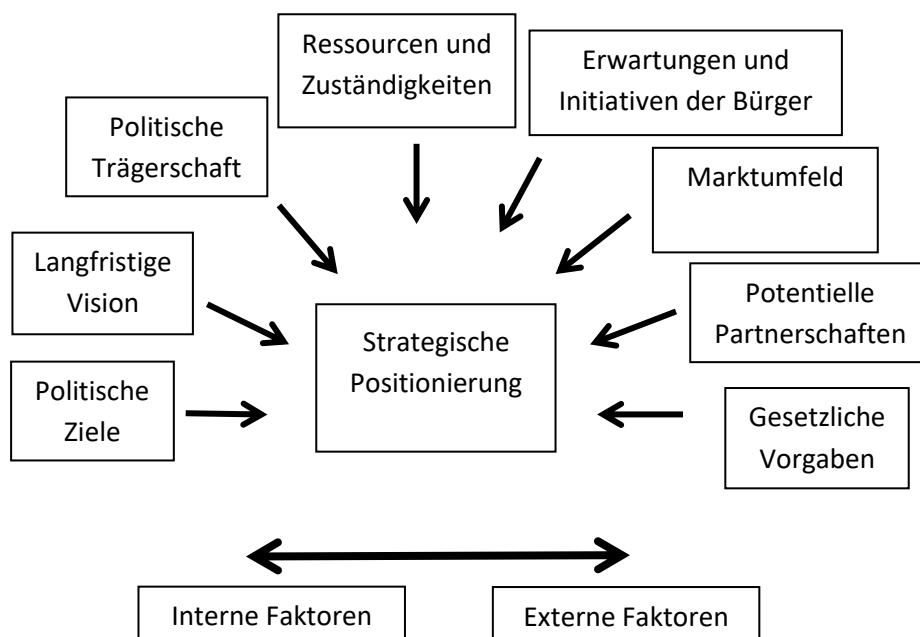 Ressourcen und
Zuständigkeiten
Erwartungen und
Initiativen der Bürger
Politische
Trägerschaft
Marktumfeld
Langfristige
Vision
Potentielle
Partnerschaften
Strategische
Positionierung
Politische
Ziele
Gesetzliche
Vorgaben
Interne Faktoren
Externe Faktoren